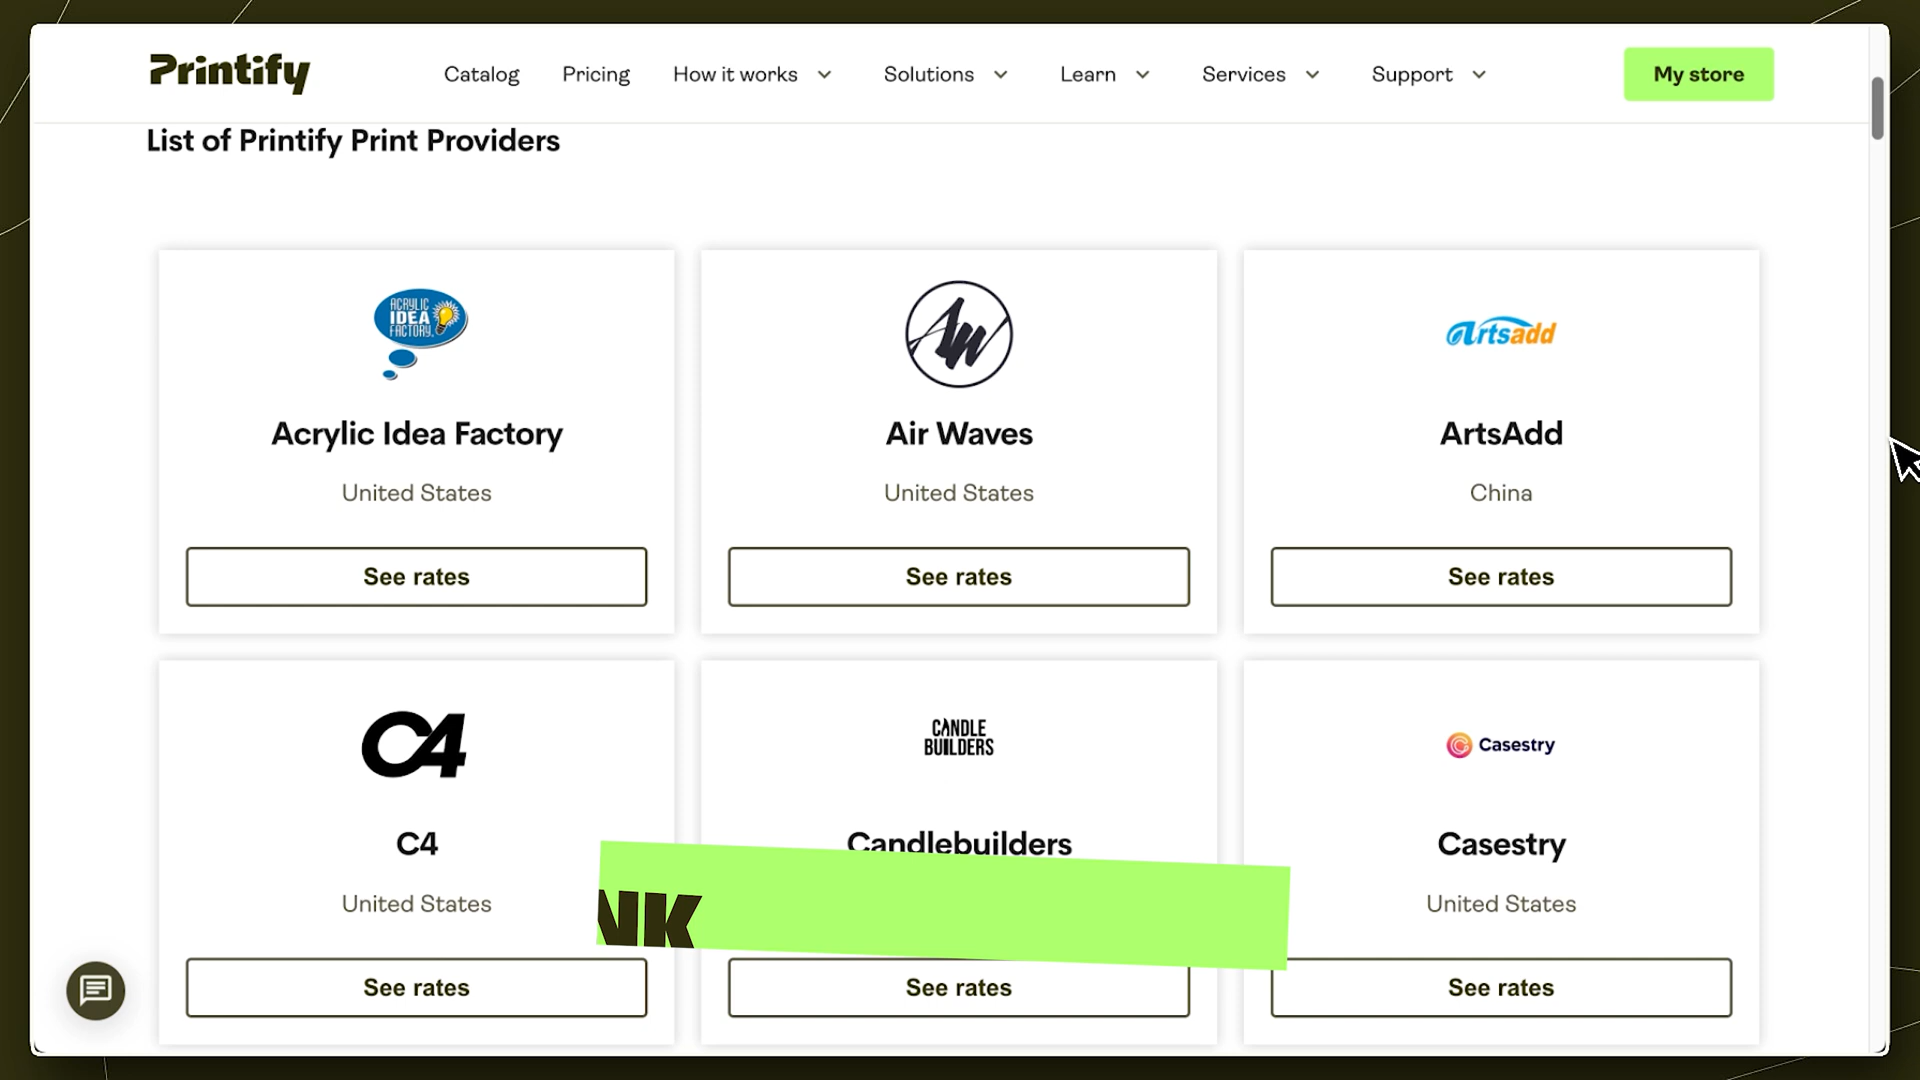 Printify
Catalog Pricing How it works Solutions Learn Services Support My store
List of Printify Print Providers
ACRYLIC
IDEA
FACTORY.
AW
artsadd
Acrylic Idea Factory Air Waves ArtsAdd
United States United States China
See rates See rates See rates
C4
CANDLE
BUILDERS
Casestry
C4 Candlebuilders Casestry
United States United States
NK
See rates See rates See rates